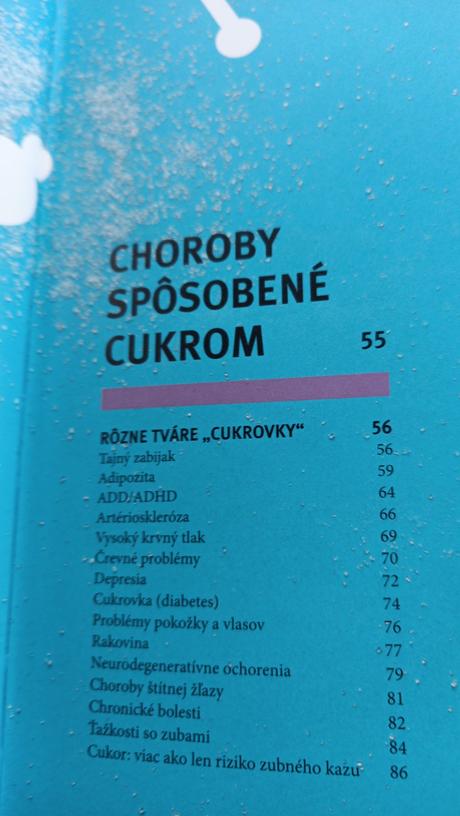 CHOROBY
SPÔSOBENÉ
CUKROM 55
RÔZNE TVÁRE „CUKROVKY“ 56
Tajný zabijak 56
Adipozita 59
ADD/ADHD 64
Artérioskleróza 66
Vysoký krvný tlak 69
Črevné problémy 70
Depresia 72
Cukrovka (diabetes) 74
Problémy pokožky a vlasov 76
Rakovina 77
Neurodegeneratívne ochorenia 79
Choroby štítnej žľazy 81
Chronické bolesti 82
Ťažkosti so zubami 84
Cukor: viac ako len riziko zubného kazu 86